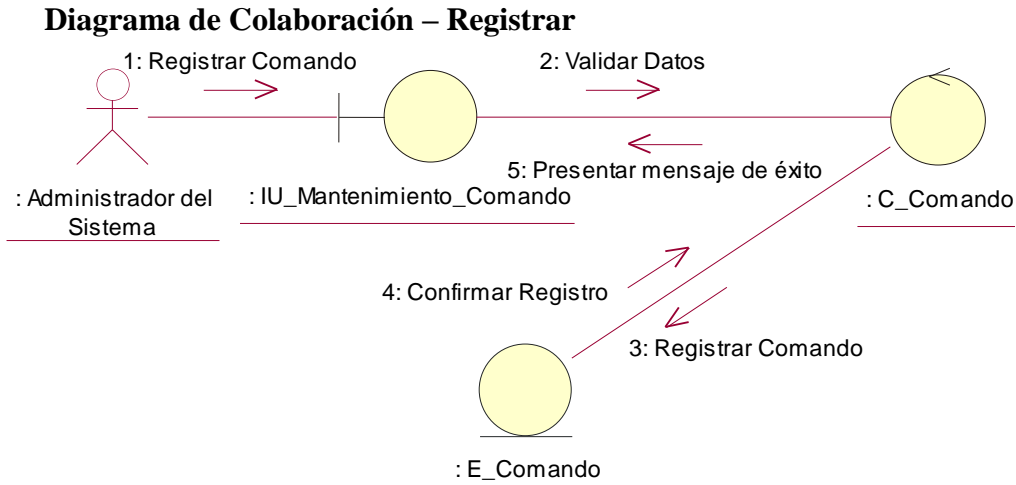 Diagrama de Colaboración – Registrar
1: Registrar Comando
2: Validar Datos
5: Presentar mensaje de éxito
: Administrador del
Sistema
: IU_Mantenimiento_Comando
: C_Comando
4: Confirmar Registro
3: Registrar Comando
: E_Comando